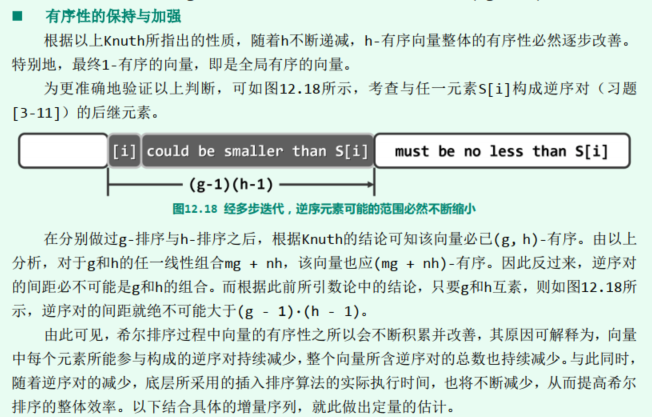 ■ 有序性的保持与加强
根据以上Knuth所指出的性质，随着h不断递减，h-有序向量整体的有序性必然逐步改善。
特别地，最终1-有序的向量，即是全局有序的向量。
为更准确地验证以上判断，可如图12.18所示，考查与任一元素S[i]构成逆序对（习题
[3-11]）的后继元素。
[i] could be smaller than S[i] must be no less than S[i]
(g-1)(h-1)
图12.18 经多步迭代，逆序元素可能的范围必然不断缩小
在分别做过g-排序与h-排序之后，根据Knuth的结论可知该向量必已(g, h)-有序。由以上
分析，对于g和h的任一线性组合mg + nh，该向量也应(mg + nh)-有序。因此反过来，逆序对
的间距必不可能是g和h的组合。而根据此前所引数论中的结论，只要g和h互素，则如图12.18所
示，逆序对的间距就绝不可能大于(g - 1)·(h - 1)。
由此可见，希尔排序过程中向量的有序性之所以会不断积累并改善，其原因可解释为，向量
中每个元素所能参与构成的逆序对持续减少，整个向量所含逆序对的总数也持续减少。与此同时，
随着逆序对的减少，底层所采用的插入排序算法的实际执行时间，也将不断减少，从而提高希尔
排序的整体效率。以下结合具体的增量序列，就此做出定量的估计。